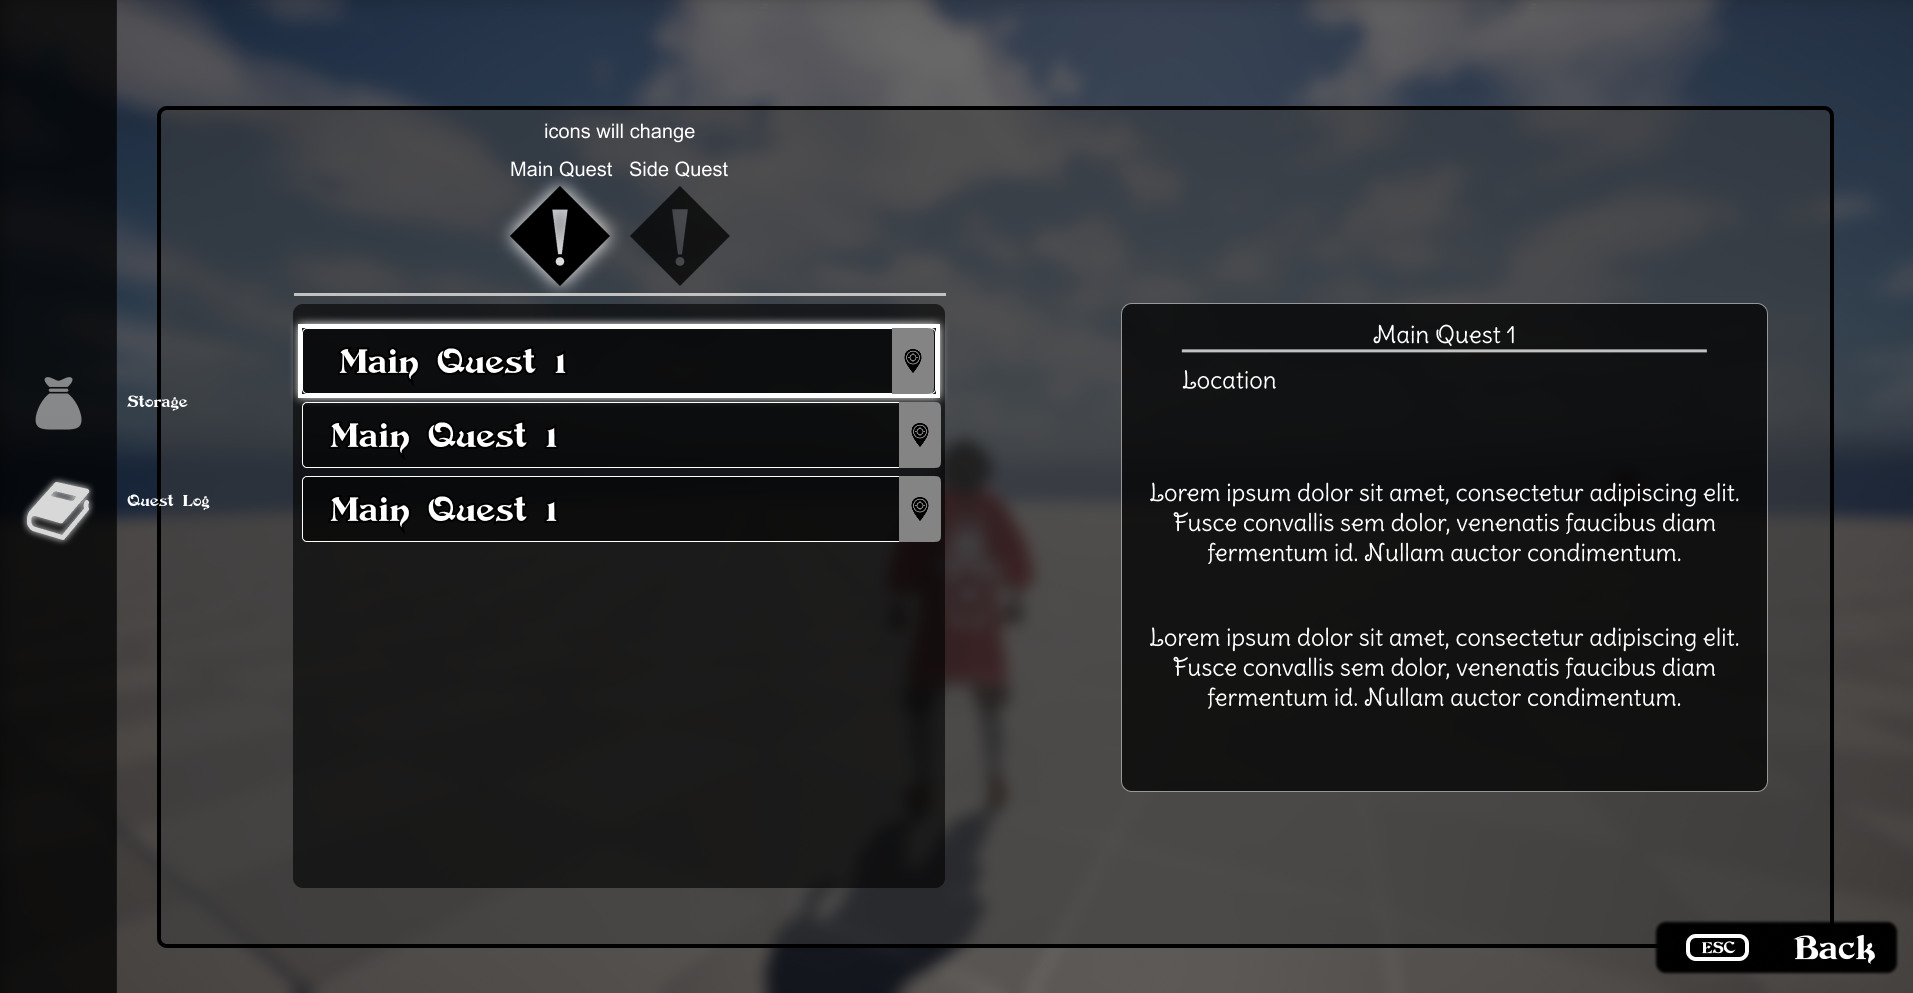 icons will change
Main Quest Side Quest
Main Quest 1
Main Quest 1
Main Quest 1
Storage
Quest Log
Main Quest 1
Location
Lorem ipsum dolor sit amet, consectetur adipiscing elit.
Fusce convallis sem dolor, venenatis faucibus diam
fermentum id. Nullam auctor condimentum.
Lorem ipsum dolor sit amet, consectetur adipiscing elit.
Fusce convallis sem dolor, venenatis faucibus diam
fermentum id. Nullam auctor condimentum.
ESC Back